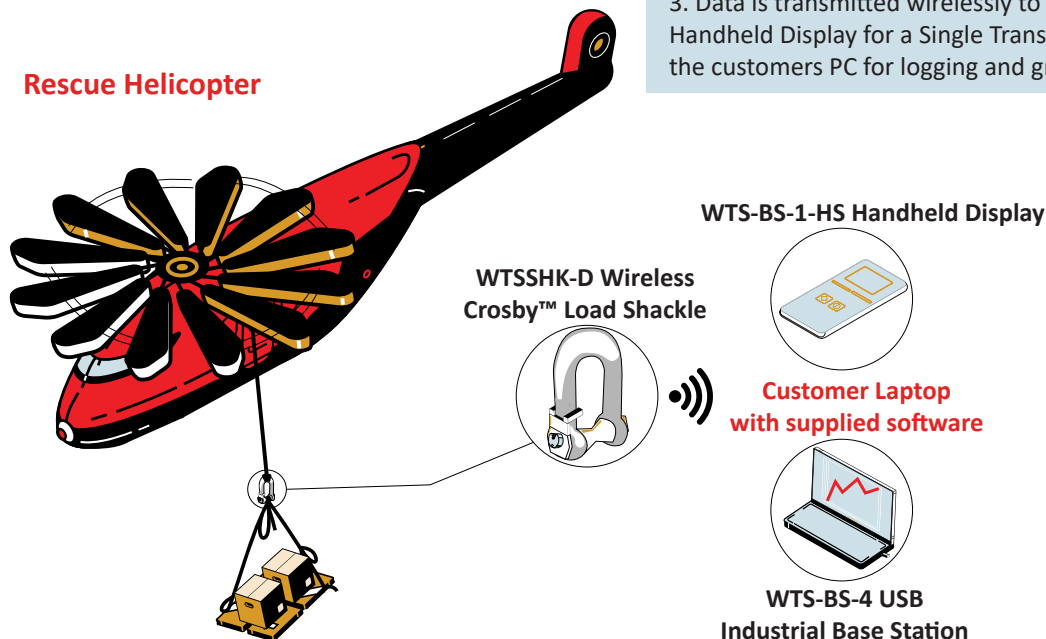 3. Data is transmitted wirelessly to
Handheld Display for a Single Trans
the customers PC for logging and
Rescue Helicopter
WTS-BS-1-HS Handheld Display
WTSSHK-D Wireless
Crosby™ Load Shackle
Customer Laptop
with supplied software
WTS-BS-4 USB
Industrial Base Station